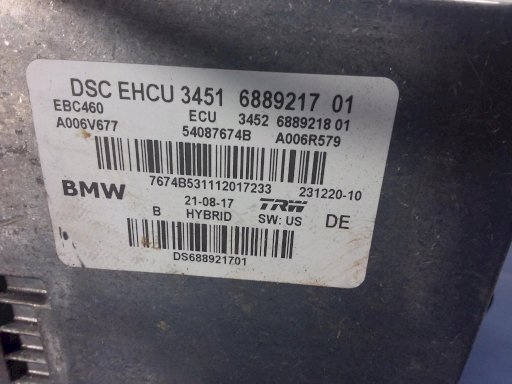 DSC EHCU 3451 6889217 01
EBC460 ECU 3452 6889218 01
A006V677 54087674B A006R579
7674B531112017233 231220-10
BMW 21-08-17 TRW DE
B HYBRID SW: US
DS688921701